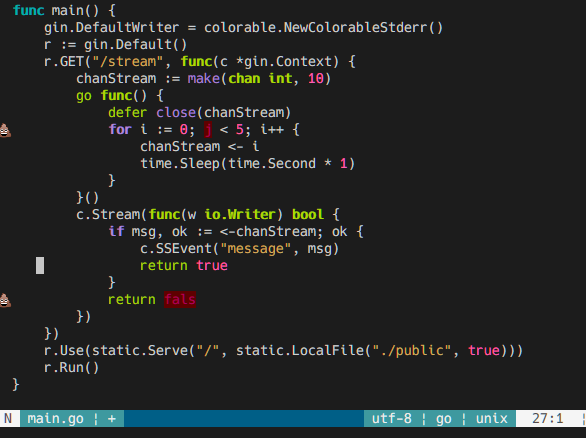 func main() {
    gin.DefaultWriter = colorable.NewColorableStderr()
    r := gin.Default()
    r.GET("/stream", func(c *gin.Context) {
        chanStream := make(chan int, 10)
        go func() {
            defer close(chanStream)
            for i := 0; j < 5; i++ {
                chanStream <- i
                time.Sleep(time.Second * 1)
            }
        }()
        c.Stream(func(w io.Writer) bool {
            if msg, ok := <-chanStream; ok {
                c.SSEvent("message", msg)
                return true
            }
            return fals
        })
    })
    r.Use(static.Serve("/", static.LocalFile("./public", true)))
    r.Run()
}
N main.go ¦ + utf-8 ¦ go ¦ unix 27:1